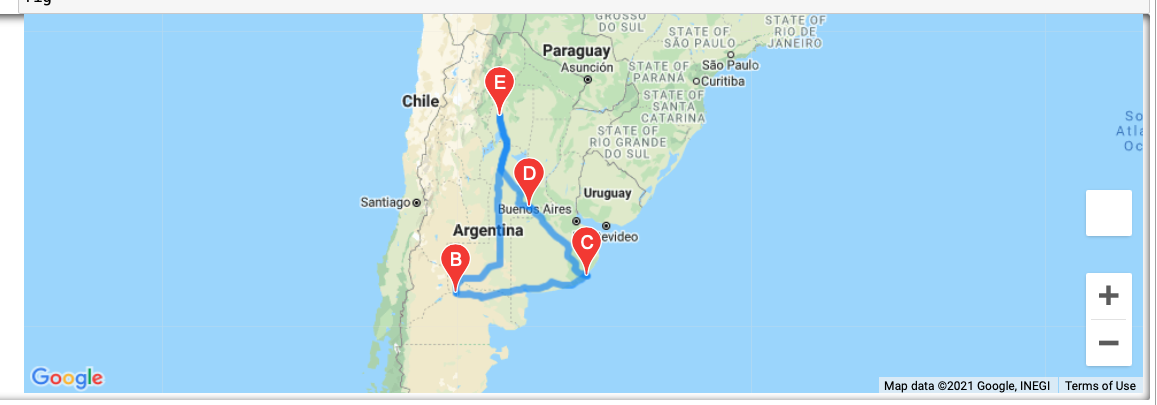 GROSSO
DO SUL
STATE OF
RIO DE
JANEIRO
STATE OF
SÃO PAULO
Paraguay
Asunción
São Paulo
STATE OF
PARANÁ
Curitiba
E
Chile
STATE OF
SANTA
CATARINA
So
Atla
Oc
STATE OF
RIO GRANDE
DO SUL
D
Uruguay
Santiago
Buenos Aires
Argentina
evideo
C
B
+
−
Google
Map data ©2021 Google, INEGI
Terms of Use